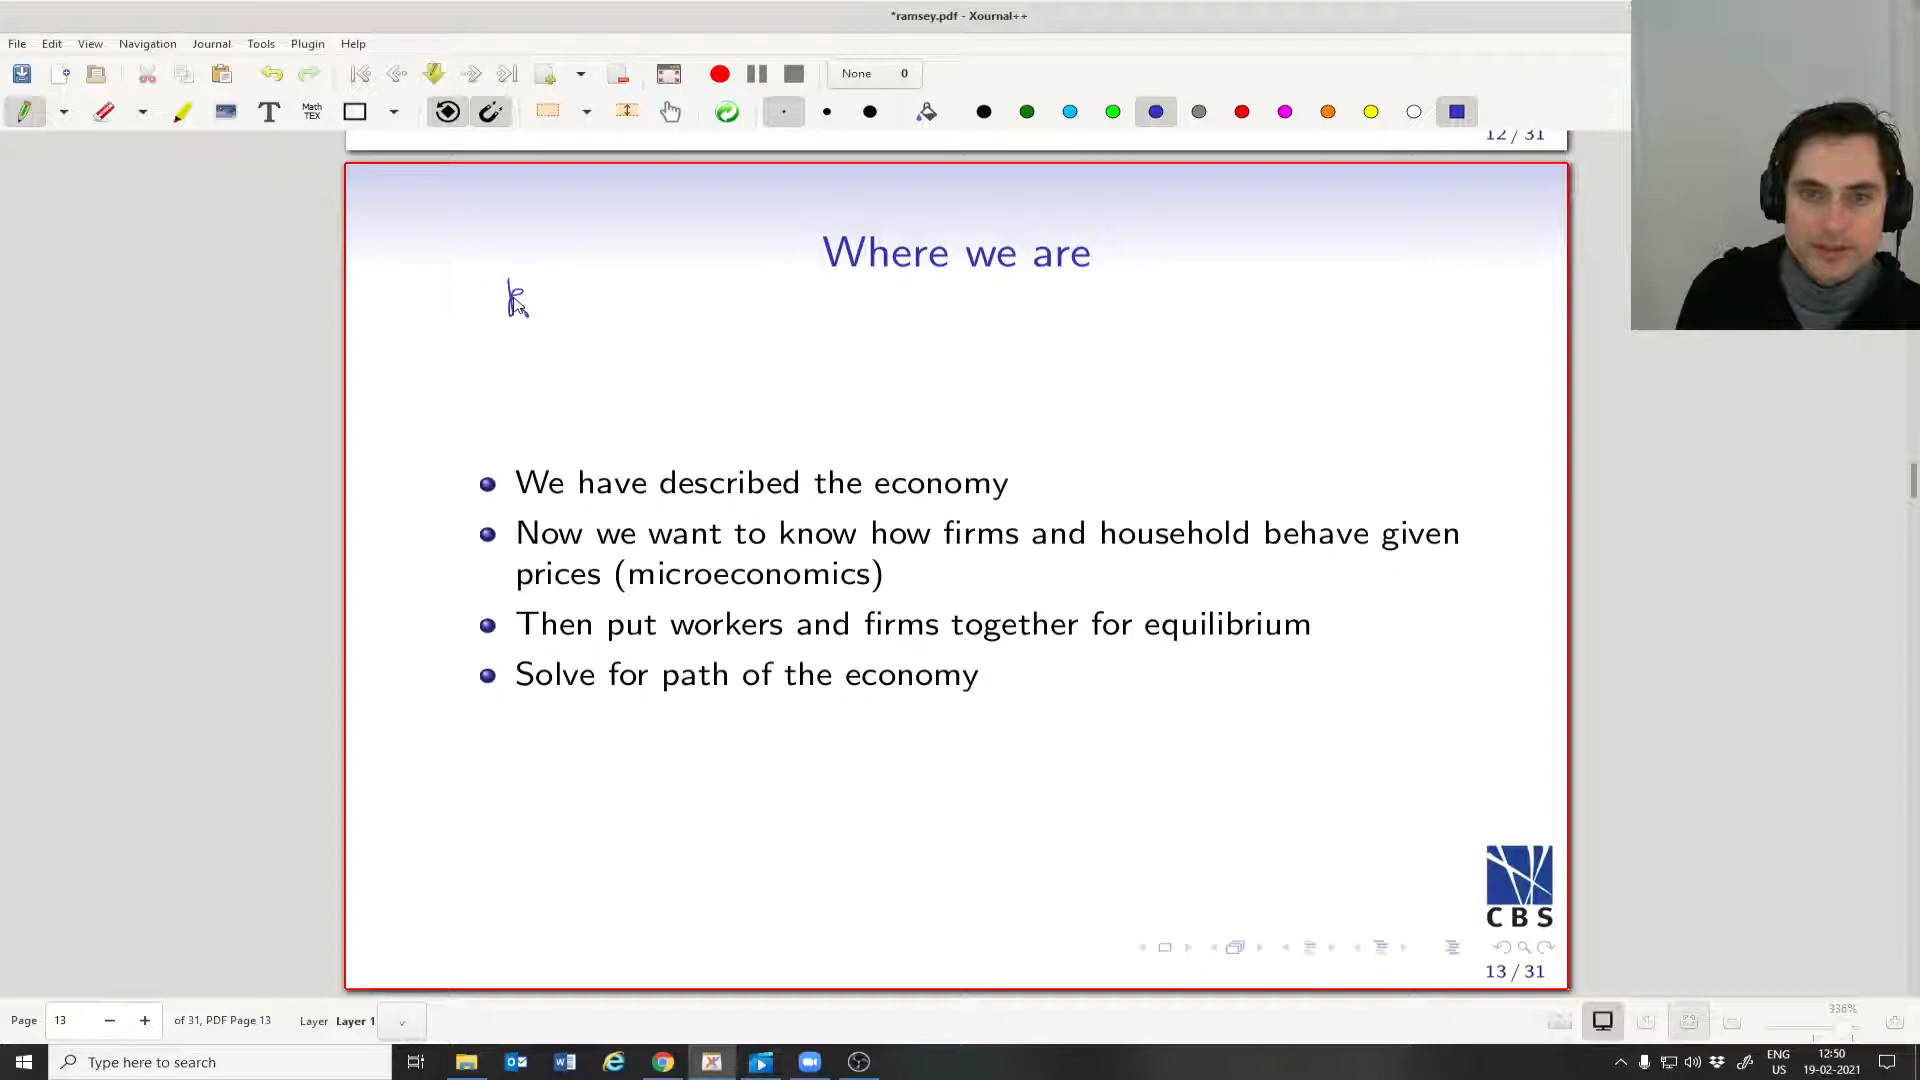 *ramsey.pdf - Xournal++
File Edit View Navigation Journal Tools Plugin Help
None 0
T Math TEX
12 / 31
Where we are
k
We have described the economy
Now we want to know how firms and household behave given
prices (microeconomics)
Then put workers and firms together for equilibrium
Solve for path of the economy
CBS
13 / 31
Page 13 of 31, PDF Page 13 Layer Layer 1
336%
Type here to search
ENG
US
12:50
19-02-2021